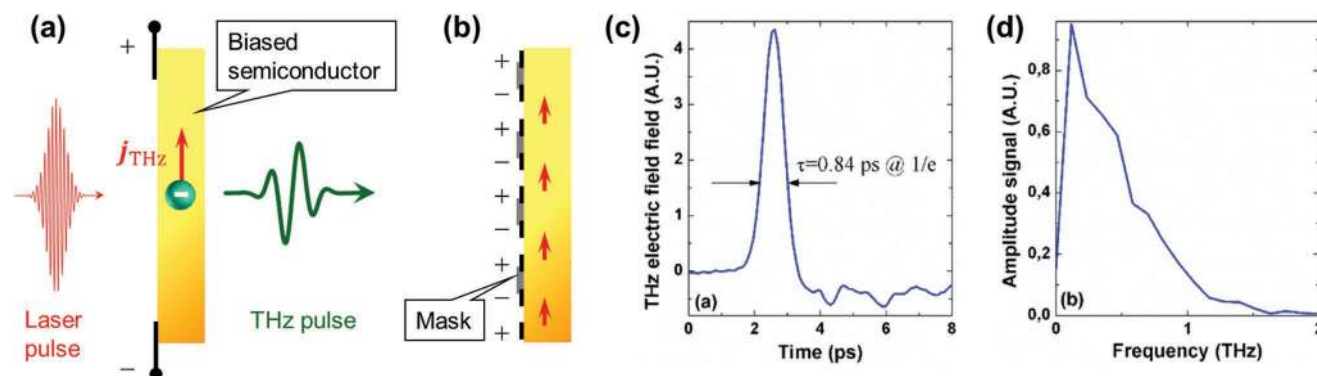 (a)
+
Biased
semiconductor
jTHz
−
Laser
pulse
THz pulse
−
(b)
+
−
+
−
+
−
+
−
+
Mask
(c)
THz electric field field (A.U.)
4
3
2
1
0
τ=0.84 ps @ 1/e
(a)
0 2 4 6 8
Time (ps)
(d)
Amplitude signal (A.U.)
0,8
0,6
0,4
0,2
0,0
(b)
0 1 2
Frequency (THz)